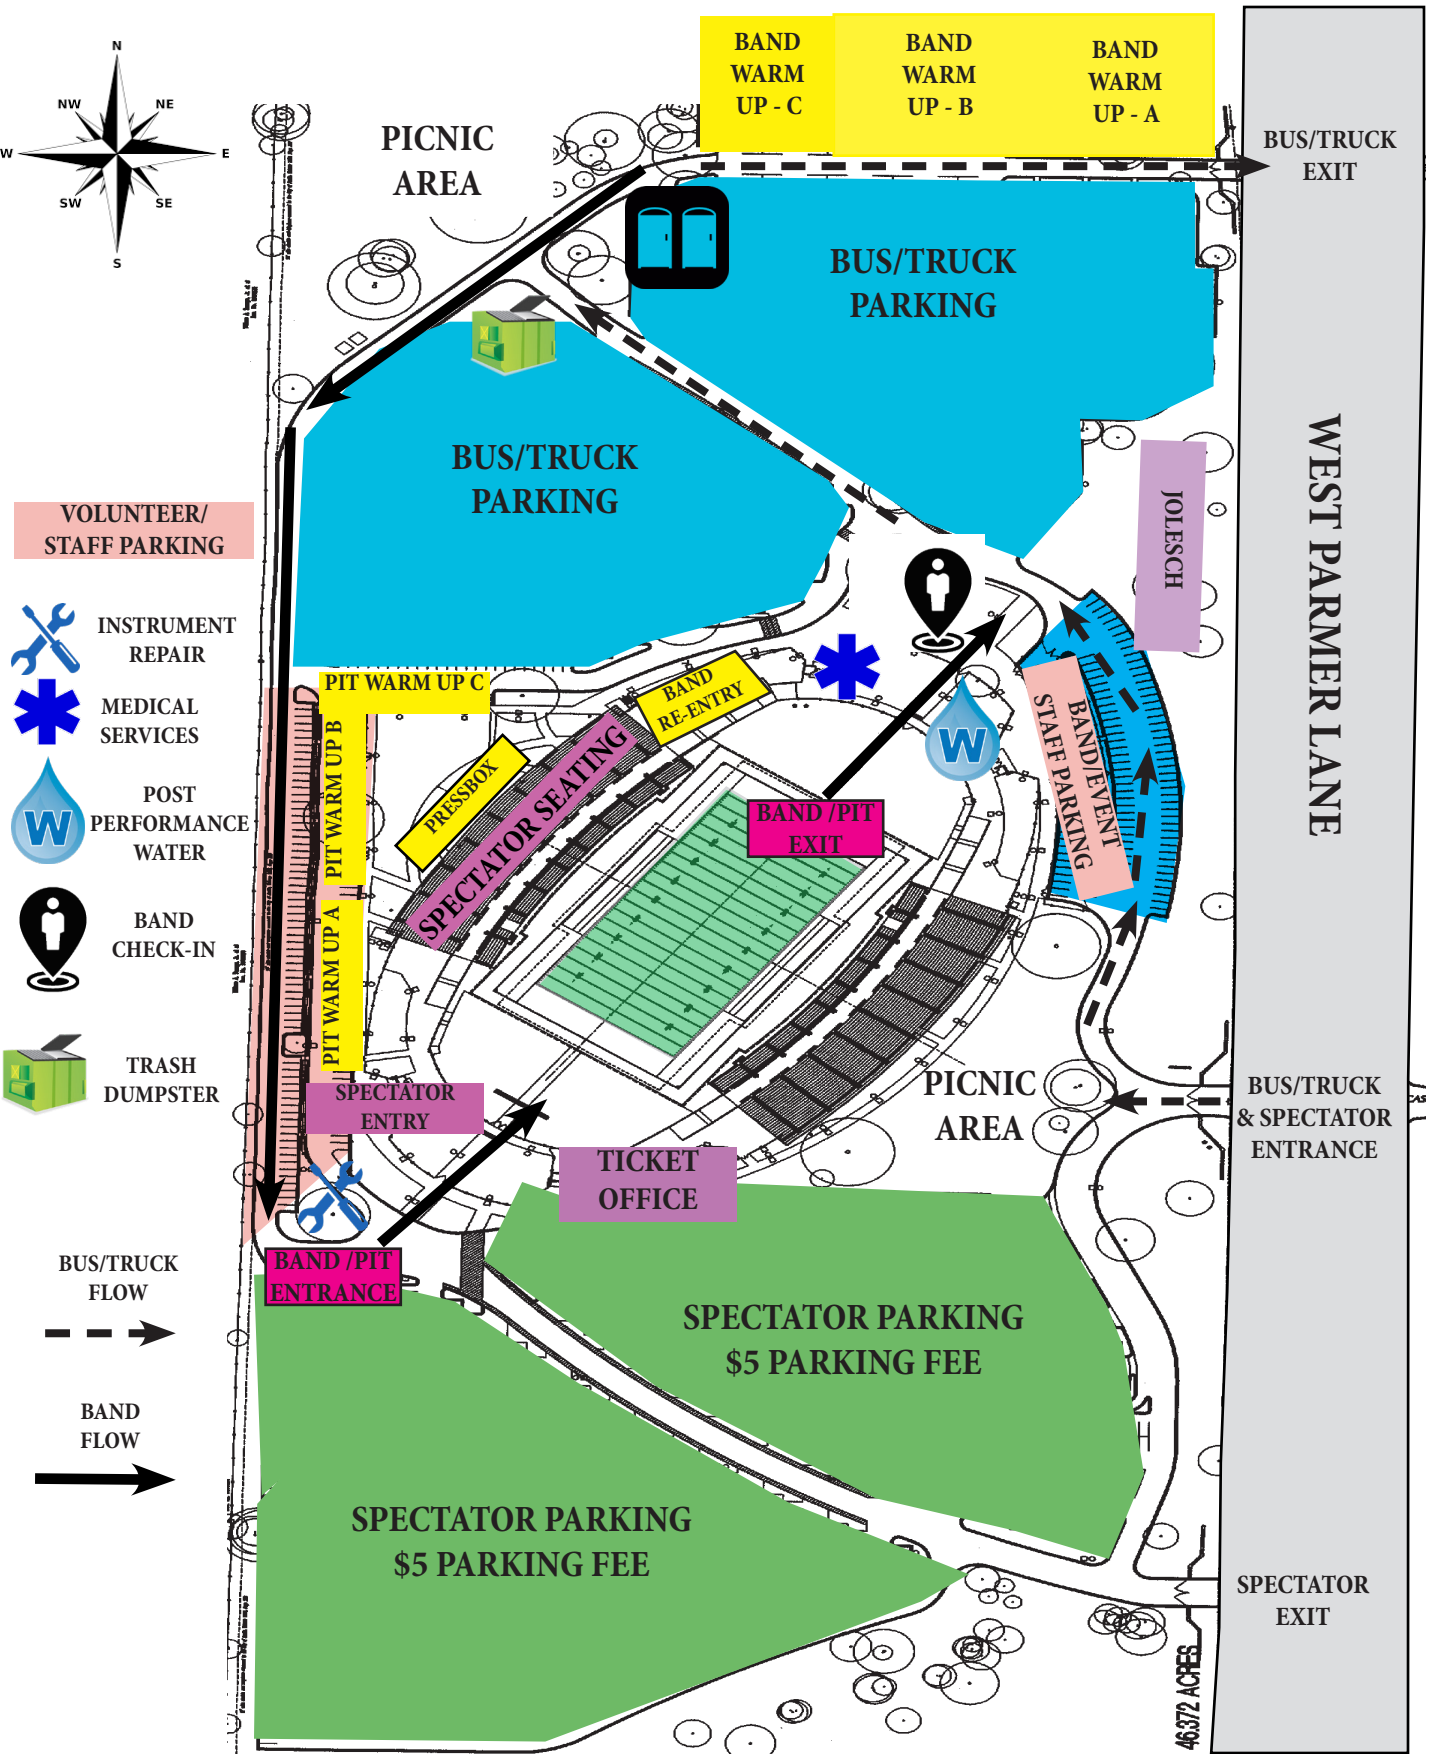 N
NW
NE
W
E
SW
SE
S
PICNIC
AREA
BAND
WARM
UP - C
BAND
WARM
UP - B
BAND
WARM
UP - A
BUS/TRUCK
EXIT
BUS/TRUCK
PARKING
BUS/TRUCK
PARKING
WEST PARMER LANE
JOLESCH
VOLUNTEER/
STAFF PARKING
INSTRUMENT
REPAIR
MEDICAL
SERVICES
W
POST
PERFORMANCE
WATER
BAND
CHECK-IN
TRASH
DUMPSTER
PIT WARM UP C
PIT WARM UP B
PIT WARM UP A
BAND
RE-ENTRY
PRESSBOX
SPECTATOR SEATING
W
BAND/EVENT
STAFF PARKING
BAND /PIT
EXIT
SPECTATOR
ENTRY
PICNIC
AREA
BUS/TRUCK
& SPECTATOR
ENTRANCE
TICKET
OFFICE
BAND /PIT
ENTRANCE
BUS/TRUCK
FLOW
BAND
FLOW
SPECTATOR PARKING
$5 PARKING FEE
SPECTATOR PARKING
$5 PARKING FEE
SPECTATOR
EXIT
46.372 ACRES